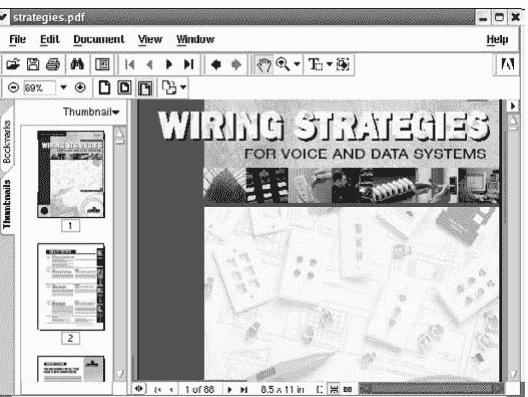 strategies.pdf
File Edit Document View Window Help
69%
Thumbnail
Bookmarks
Thumbnails
WIRING STRATEGIES
FOR VOICE AND DATA SYSTEMS
1
2
1 of 88 8.5 x 11 in